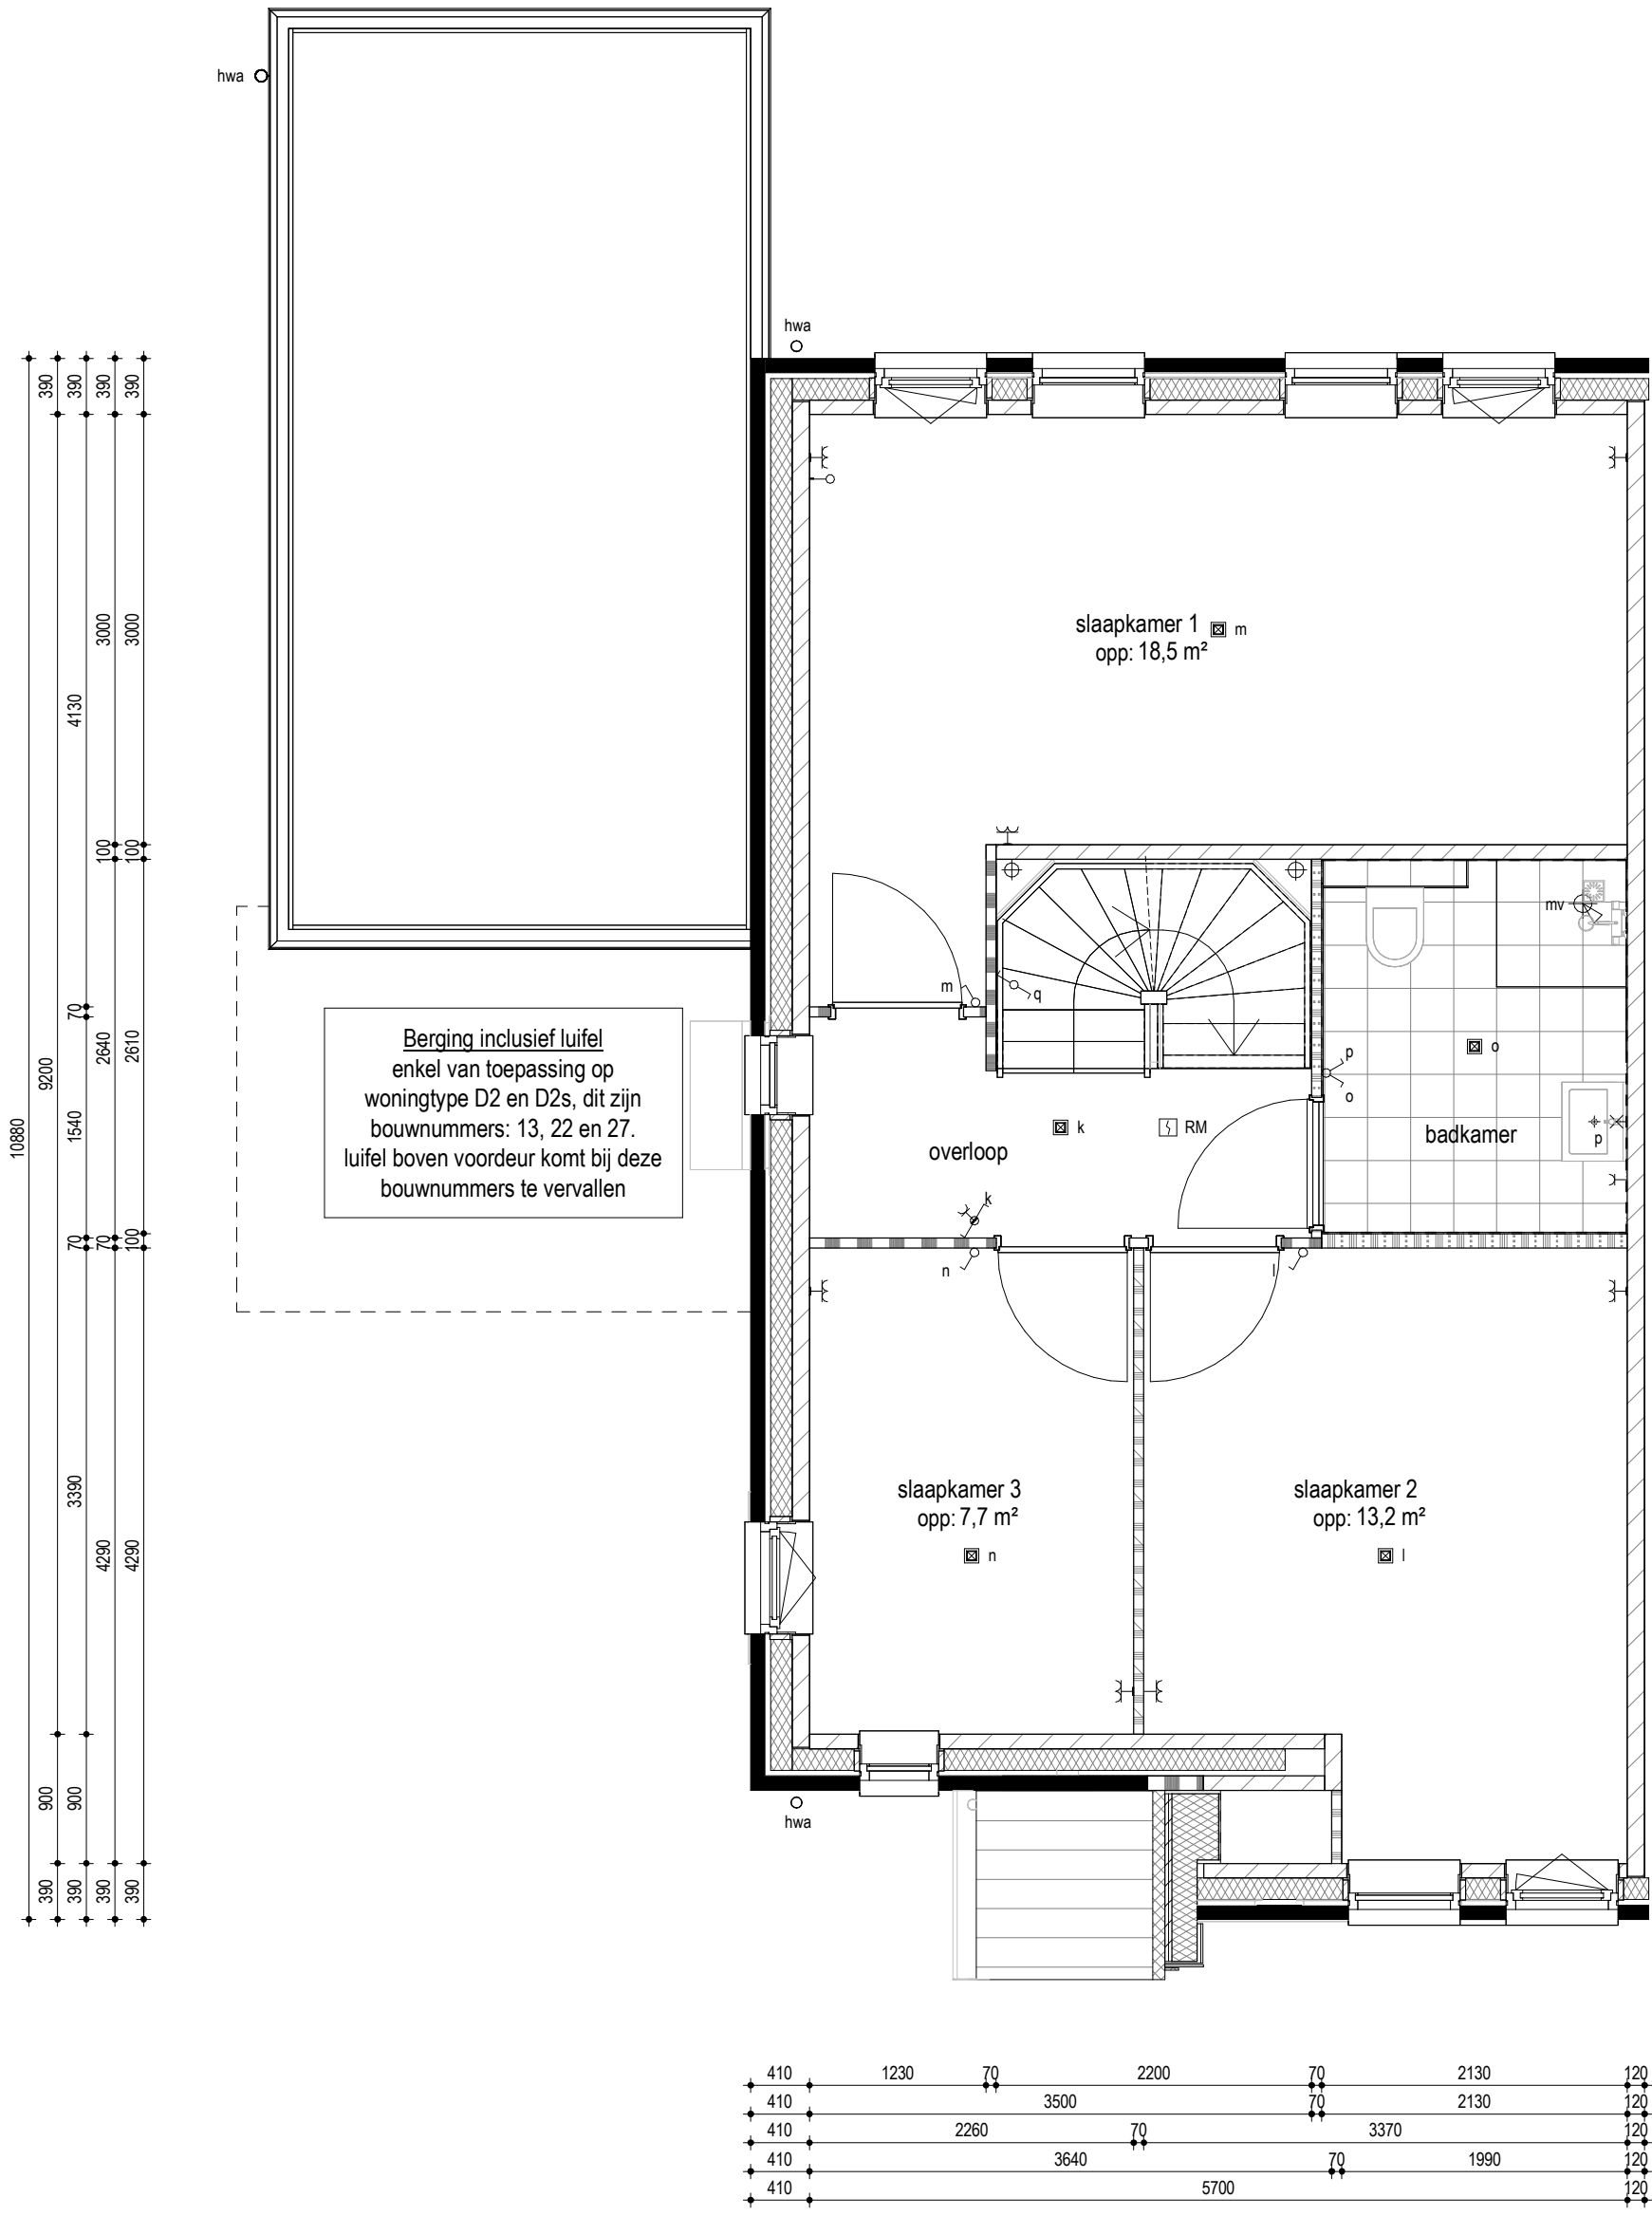 hwa
hwa
slaapkamer 1
m
opp: 18,5 m²
mv
m
q
Berging inclusief luifel
enkel van toepassing op
woningtype D2 en D2s, dit zijn
bouwnummers: 13, 22 en 27.
luifel boven voordeur komt bij deze
bouwnummers te vervallen
p
o
o
k
RM
overloop
badkamer
p
k
n
l
slaapkamer 3
opp: 7,7 m²
n
slaapkamer 2
opp: 13,2 m²
l
hwa
10880
390 9200 900 390
390 4130 70 1540 70 3390 900 390
390 3000 100 2640 70 4290 390
390 3000 100 2610 100 4290 390
410 1230 70 2200 70 2130 120
410 3500 70 2130 120
410 2260 70 3370 120
410 3640 70 1990 120
410 5700 120